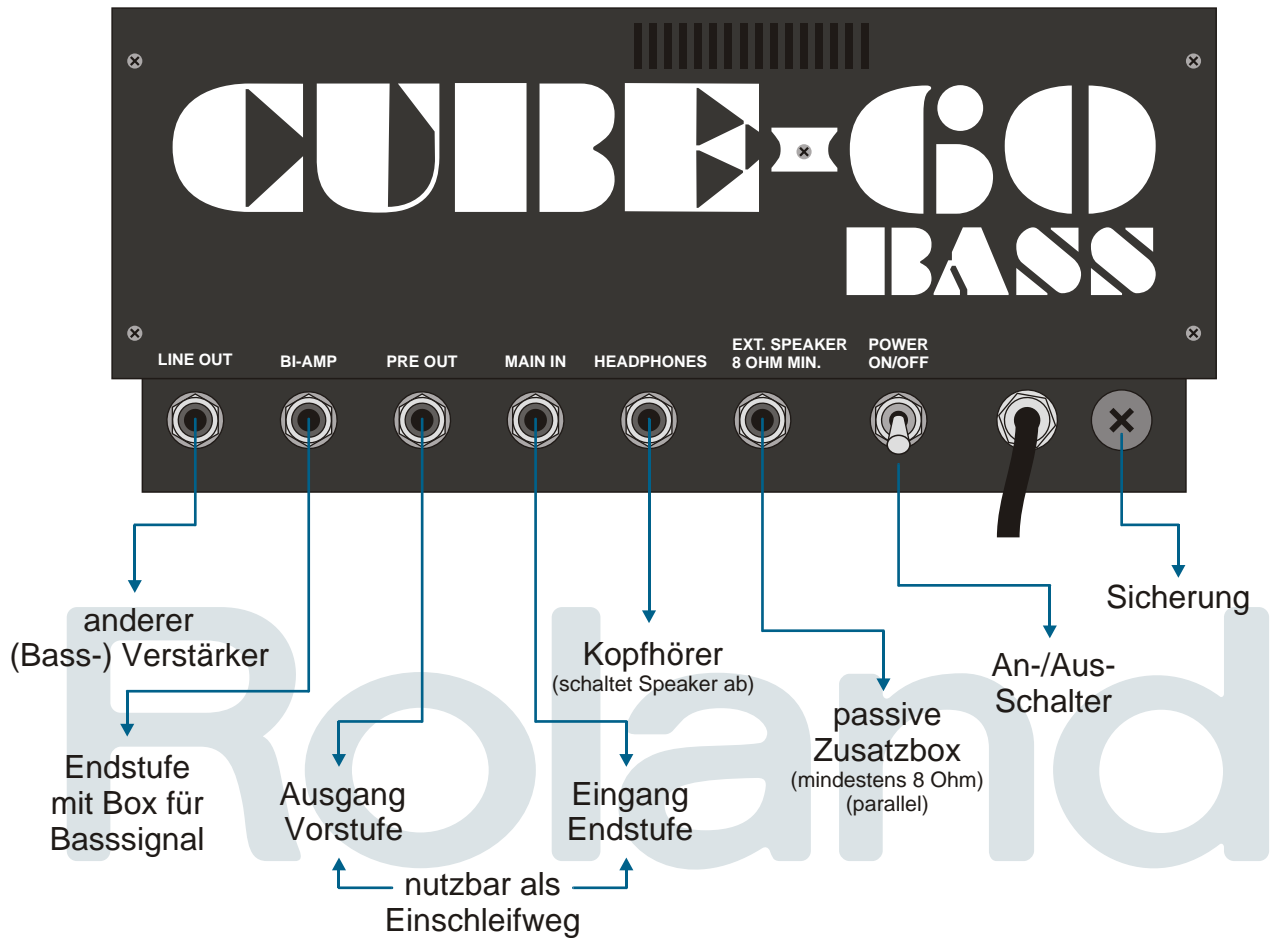 CUBE-60
BASS
LINE OUT
BI-AMP
PRE OUT
MAIN IN
HEADPHONES
EXT. SPEAKER
8 OHM MIN.
POWER
ON/OFF
anderer
(Bass-) Verstärker
Endstufe
mit Box für
Basssignal
Ausgang
Vorstufe
Eingang
Endstufe
nutzbar als
Einschleifweg
Kopfhörer
(schaltet Speaker ab)
passive
Zusatzbox
(mindestens 8 Ohm)
(parallel)
An-/Aus-
Schalter
Sicherung
Roland